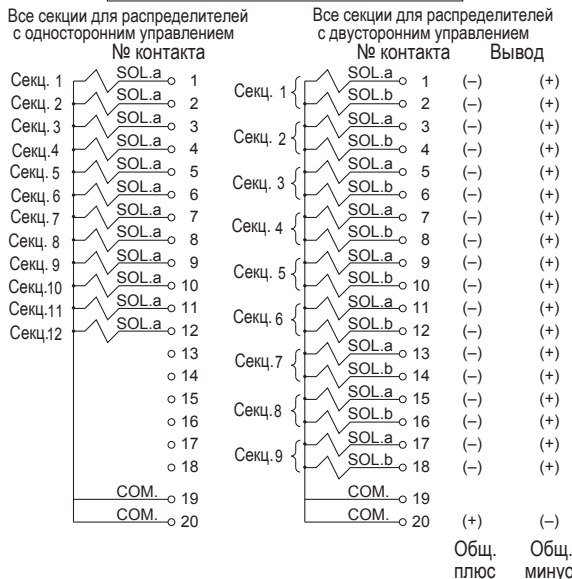 Все секции для распределителей
с односторонним управлением
№ контакта
Секц. 1 SOL.a 1
Секц. 2 SOL.a 2
Секц. 3 SOL.a 3
Секц.4 SOL.a 4
Секц. 5 SOL.a 5
Секц. 6 SOL.a 6
Секц. 7 SOL.a 7
Секц. 8 SOL.a 8
Секц. 9 SOL.a 9
Секц.10 SOL.a 10
Секц.11 SOL.a 11
Секц.12 SOL.a 12
13
14
15
16
17
18
COM. 19
COM. 20
Все секции для распределителей
с двусторонним управлением
№ контакта Вывод
Секц. 1 SOL.a 1 (–) (+)
SOL.b 2 (–) (+)
Секц. 2 SOL.a 3 (–) (+)
SOL.b 4 (–) (+)
Секц. 3 SOL.a 5 (–) (+)
SOL.b 6 (–) (+)
Секц. 4 SOL.a 7 (–) (+)
SOL.b 8 (–) (+)
Секц. 5 SOL.a 9 (–) (+)
SOL.b 10 (–) (+)
Секц. 6 SOL.a 11 (–) (+)
SOL.b 12 (–) (+)
Секц.7 SOL.a 13 (–) (+)
SOL.b 14 (–) (+)
Секц.8 SOL.a 15 (–) (+)
SOL.b 16 (–) (+)
Секц.9 SOL.a 17 (–) (+)
SOL.b 18 (–) (+)
COM. 19
COM. 20 (+) (–)
Общ. Общ.
плюс минус